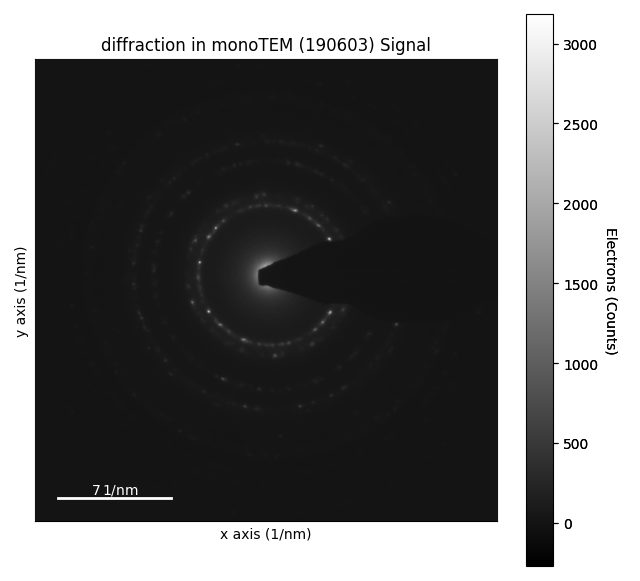 diffraction in monoTEM (190603) Signal
y axis (1/nm)
7 1/nm
x axis (1/nm)
3000
2500
2000
1500
1000
500
0
Electrons (Counts)